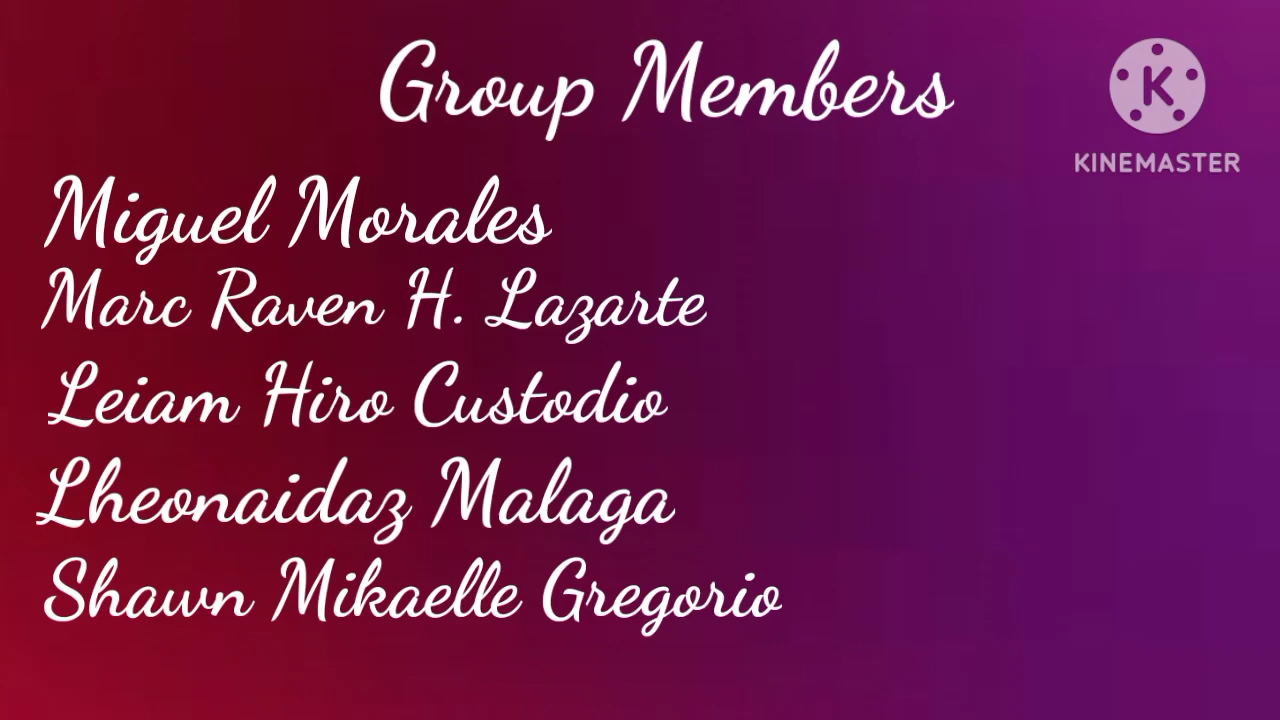 Group Members
K
KINEMASTER
Miguel Morales
Marc Raven H. Lazarte
Leiam Hiro Custodio
Lheonaidaz Malaga
Shawn Mikaelle Gregorio